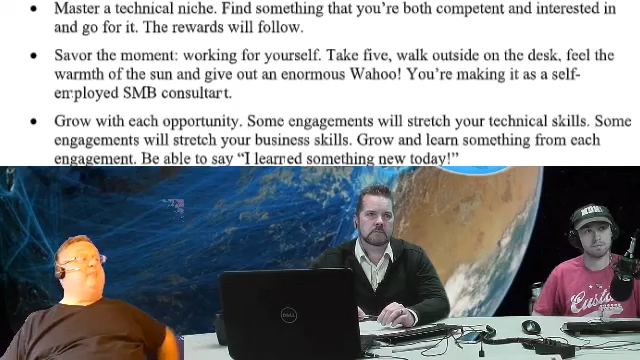 • Master a technical niche. Find something that you're both competent and interested in
and go for it. The rewards will follow.
• Savor the moment: working for yourself. Take five, walk outside on the desk, feel the
warmth of the sun and give out an enormous Wahoo! You're making it as a self-
employed SMB consultart.
• Grow with each opportunity. Some engagements will stretch your technical skills. Some
engagements will stretch your business skills. Grow and learn something from each
engagement. Be able to say “I learred something new today!”
DELL
Custom